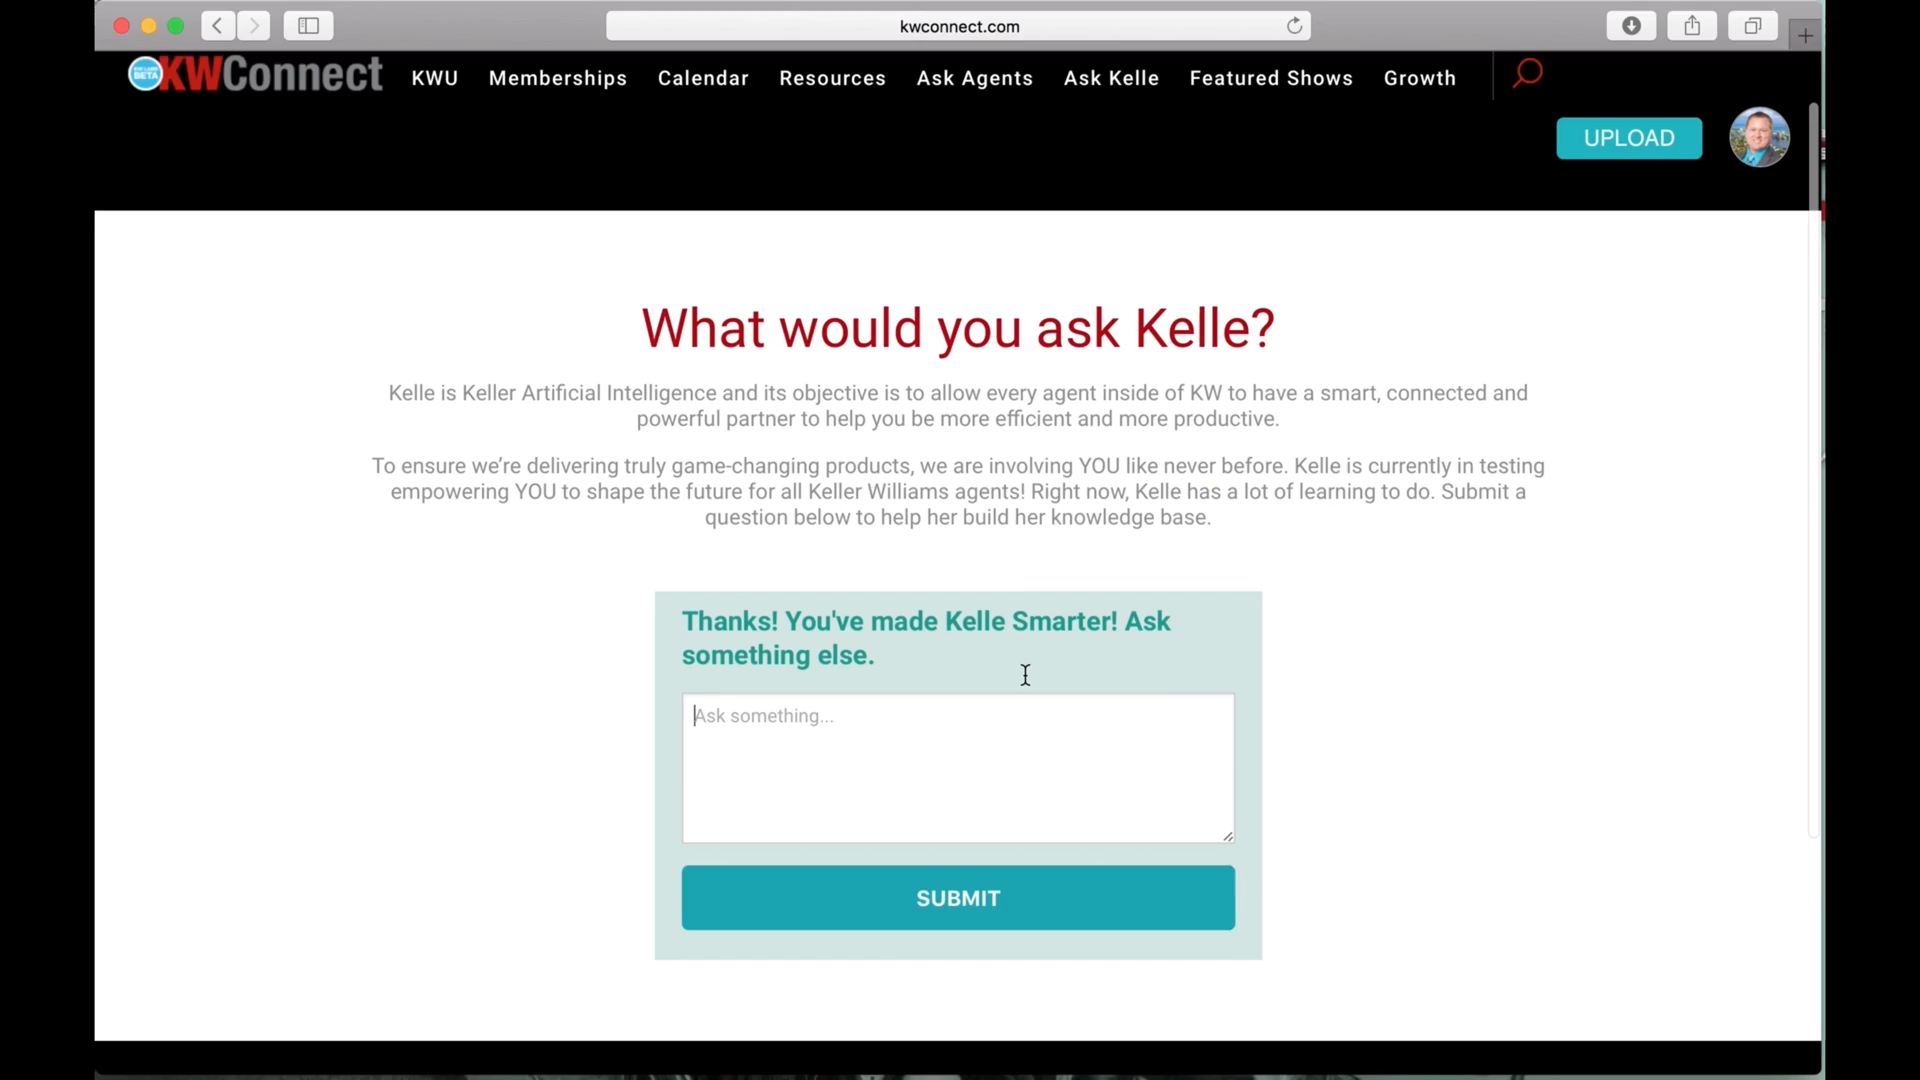 kwconnect.com
KW LABS
BETA
KWConnect KWU Memberships Calendar Resources Ask Agents Ask Kelle Featured Shows Growth
UPLOAD
What would you ask Kelle?
Kelle is Keller Artificial Intelligence and its objective is to allow every agent inside of KW to have a smart, connected and
powerful partner to help you be more efficient and more productive.
To ensure we’re delivering truly game-changing products, we are involving YOU like never before. Kelle is currently in testing
empowering YOU to shape the future for all Keller Williams agents! Right now, Kelle has a lot of learning to do. Submit a
question below to help her build her knowledge base.
Thanks! You've made Kelle Smarter! Ask
something else.
Ask something...
SUBMIT